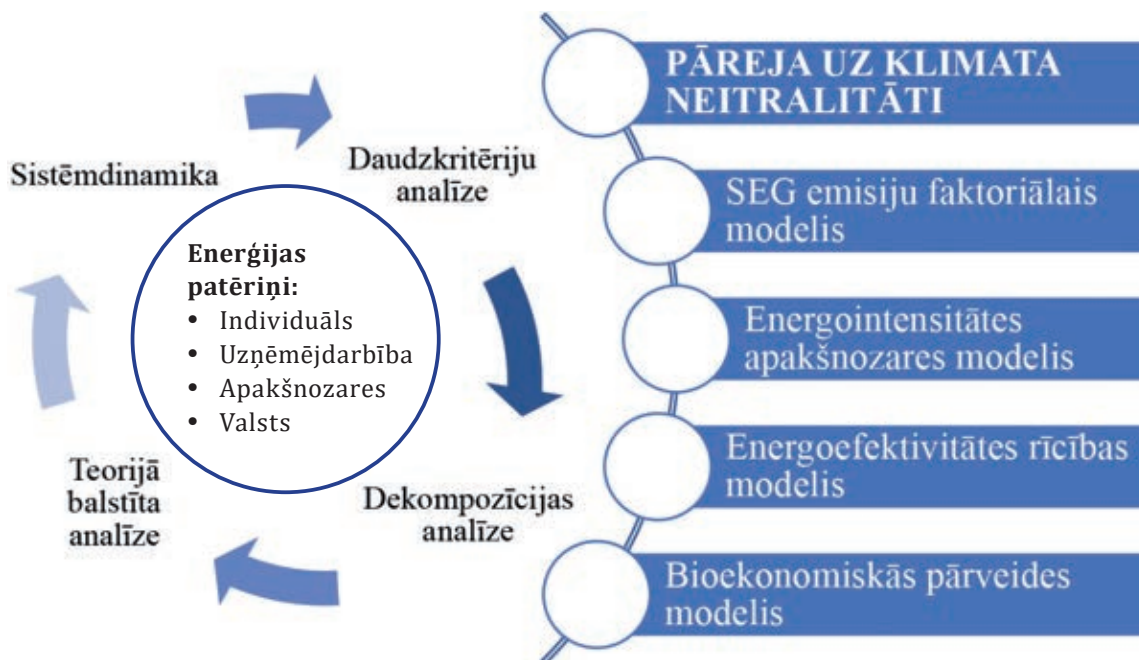 Sistēmdinamika
Daudzkritēriju
analīze
Enerģijas
patēriņi:
• Individuāls
• Uzņēmējdarbība
• Apakšnozares
• Valsts
Teorijā
balstīta
analīze
Dekompozīcijas
analīze
PĀREJA UZ KLIMATA
NEITRALITĀTI
SEG emisiju faktoriālais
modelis
Energointensitātes
apakšnozares modelis
Energoefektivitātes rīcības
modelis
Bioekonomiskās pārveides
modelis